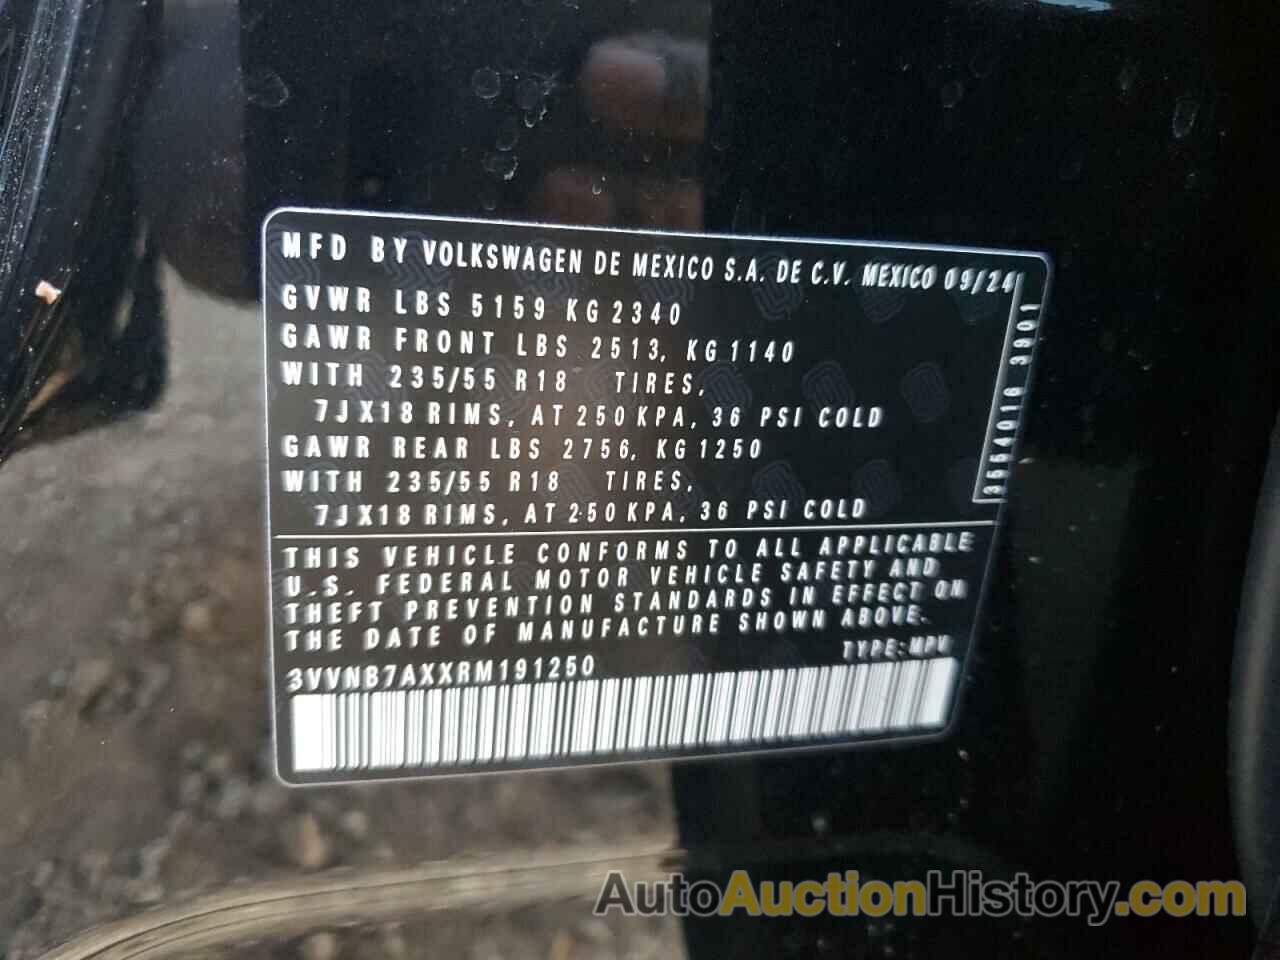 MFD BY VOLKSWAGEN DE MEXICO S.A. DE C.V. MEXICO 09/24
GVWR LBS 5159 KG 2340
GAWR FRONT LBS 2513, KG 1140
WITH 235/55 R18 TIRES,
7JX18 RIMS, AT 250 KPA, 36 PSI COLD
GAWR REAR LBS 2756, KG 1250
WITH 235/55 R18 TIRES,
7JX18 RIMS, AT 250 KPA, 36 PSI COLD
3554016 3901
THIS VEHICLE CONFORMS TO ALL APPLICABLE
U.S. FEDERAL MOTOR VEHICLE SAFETY AND
THEFT PREVENTION STANDARDS IN EFFECT ON
THE DATE OF MANUFACTURE SHOWN ABOVE.
TYPE: MPV
3VVNB7AXXRM191250
AutoAuctionHistory.com